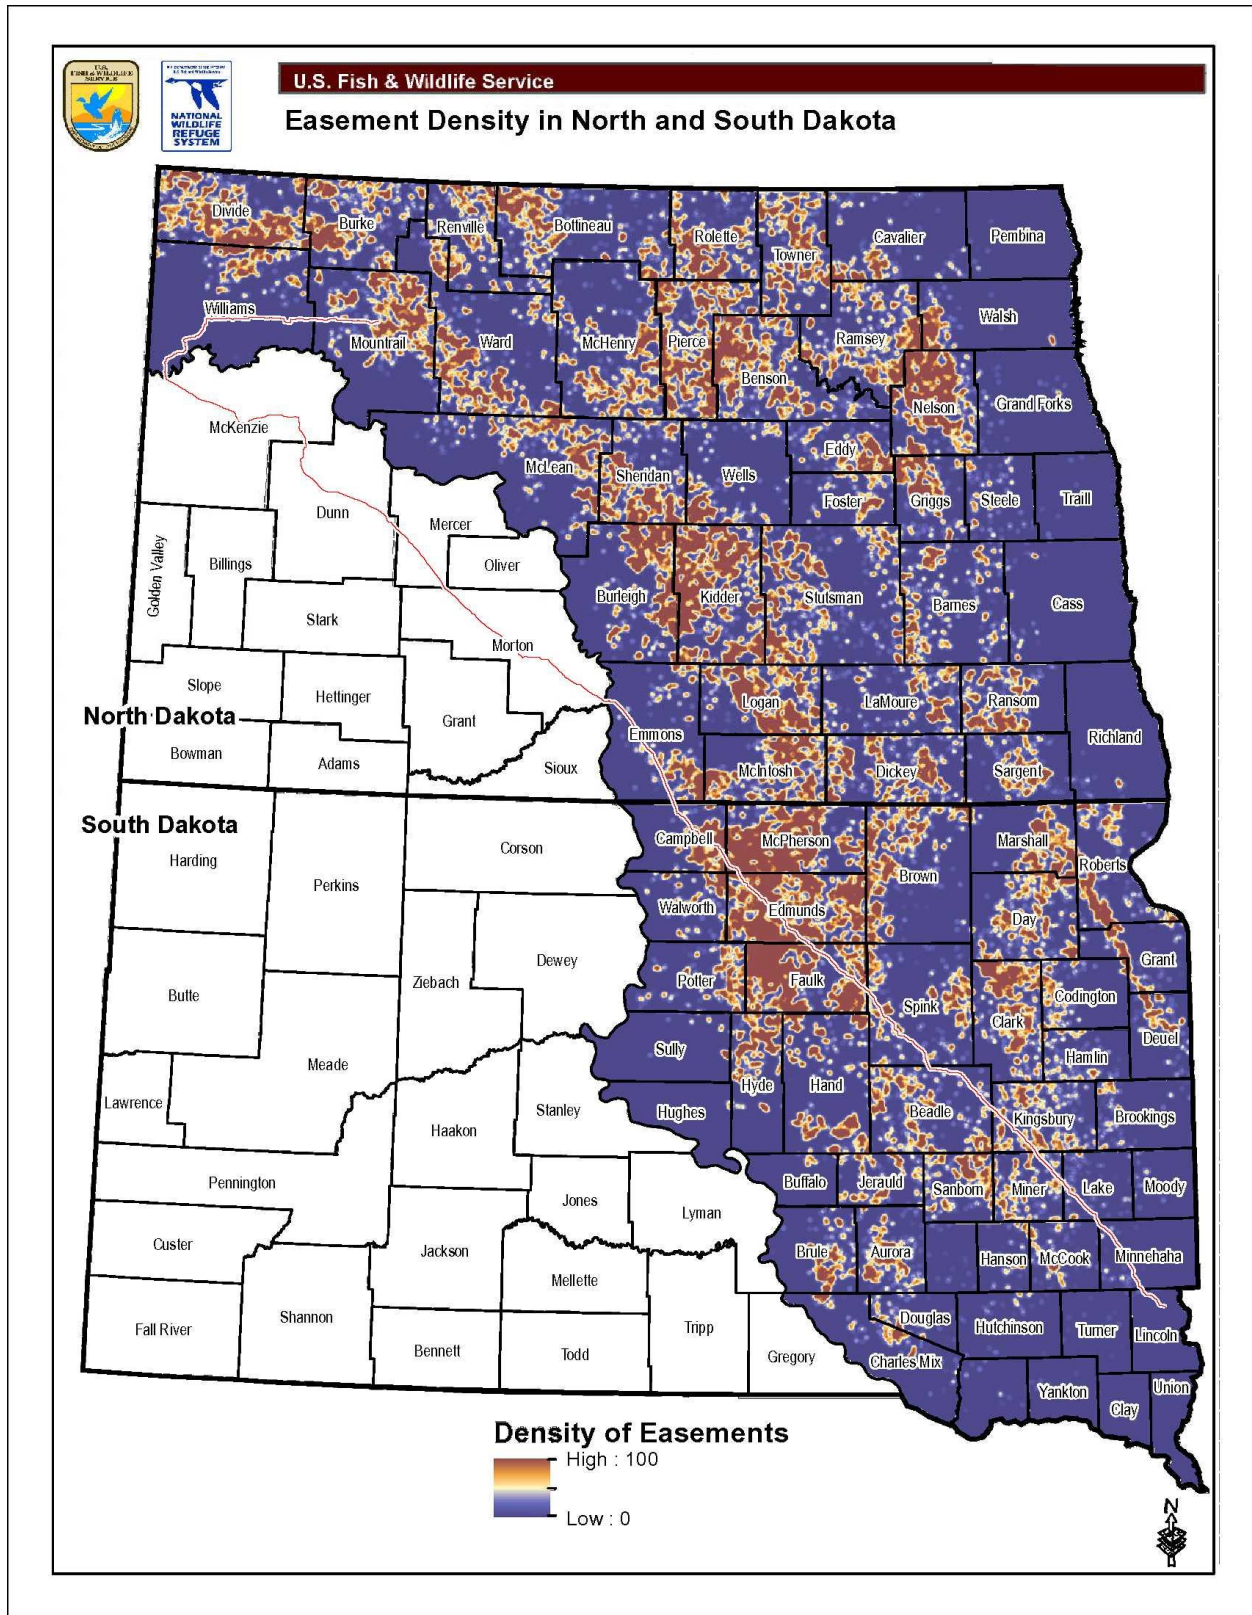 U.S.
FISH & WILDLIFE
SERVICE
NATIONAL
WILDLIFE
REFUGE
SYSTEM
U.S. Fish & Wildlife Service
Easement Density in North and South Dakota
Divide
Burke
Renville
Bottineau
Rolette
Towner
Cavalier
Pembina
Williams
Mountrail
Ward
McHenry
Pierce
Benson
Ramsey
Walsh
Nelson
Grand Forks
McKenzie
McLean
Sheridan
Wells
Eddy
Foster
Griggs
Steele
Traill
Dunn
Mercer
Oliver
Golden Valley
Billings
Stark
Burleigh
Kidder
Stutsman
Barnes
Cass
Morton
Slope
Hettinger
Grant
Logan
LaMoure
Ransom
Richland
North Dakota
Bowman
Adams
Sioux
Emmons
McIntosh
Dickey
Sargent
South Dakota
Harding
Perkins
Corson
Campbell
McPherson
Brown
Marshall
Roberts
Walworth
Edmunds
Day
Grant
Butte
Ziebach
Dewey
Potter
Faulk
Spink
Clark
Codington
Deuel
Hamlin
Meade
Sully
Hyde
Hand
Beadle
Kingsbury
Brookings
Lawrence
Haakon
Stanley
Hughes
Pennington
Jones
Lyman
Buffalo
Jerauld
Sanborn
Miner
Lake
Moody
Custer
Jackson
Mellette
Brule
Aurora
Hanson
McCook
Minnehaha
Fall River
Shannon
Bennett
Todd
Tripp
Gregory
Douglas
Charles Mix
Hutchinson
Turner
Lincoln
Yankton
Clay
Union
Density of Easements
High : 100
Low : 0
N